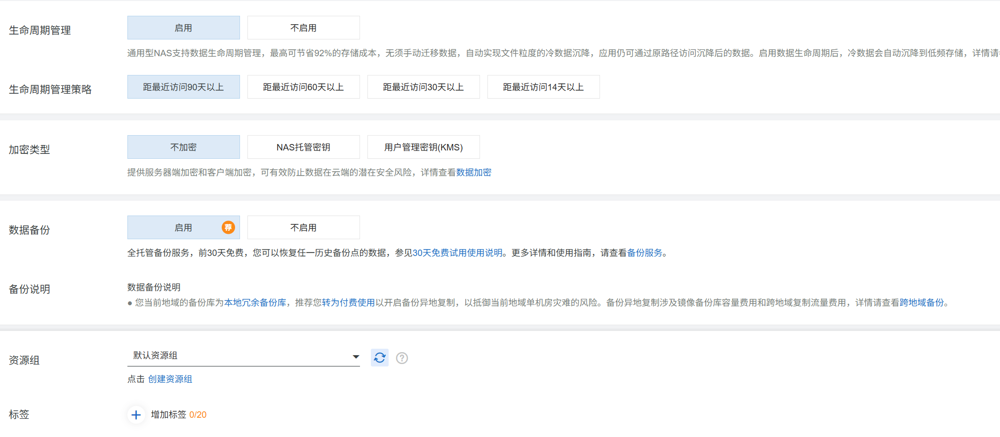 生命周期管理
启用
不启用
通用型NAS支持数据生命周期管理，最高可节省92%的存储成本，无须手动迁移数据，自动实现文件粒度的冷数据沉降，应用仍可通过原路径访问沉降后的数据。启用数据生命周期后，冷数据会自动沉降到低频存储，详情请
生命周期管理策略
距最近访问90天以上
距最近访问60天以上
距最近访问30天以上
距最近访问14天以上
加密类型
不加密
NAS托管密钥
用户管理密钥(KMS)
提供服务器端加密和客户端加密，可有效防止数据在云端的潜在安全风险，详情查看数据加密
数据备份
启用
荐
不启用
全托管备份服务，前30天免费，您可以恢复任一历史备份点的数据，参见30天免费试用使用说明。更多详情和使用指南，请查看备份服务。
备份说明
数据备份说明
● 您当前地域的备份库为本地冗余备份库，推荐您转为付费使用以开启备份异地复制，以抵御当前地域单机房灾难的风险。备份异地复制涉及镜像备份库容量费用和跨地域复制流量费用，详情请查看跨地域备份。
资源组
默认资源组
点击 创建资源组
标签
增加标签 0/20